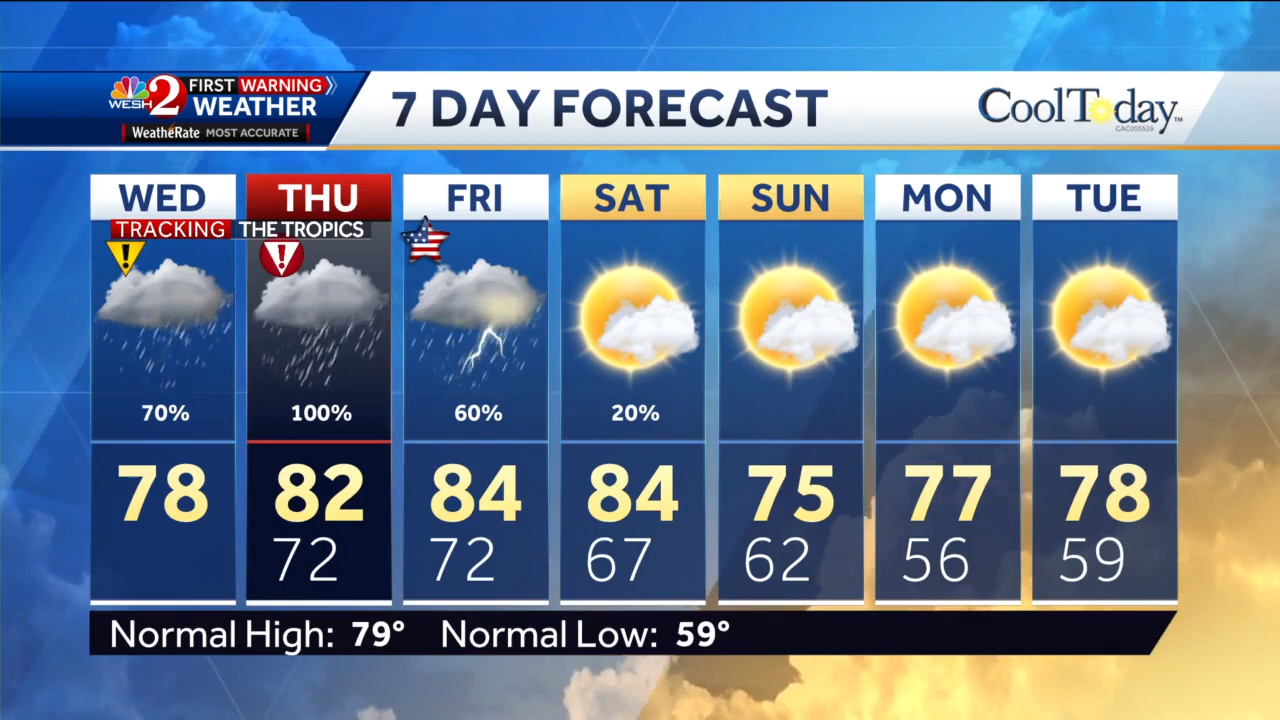 FIRST WARNING
WESH 2 WEATHER
WeatheRate MOST ACCURATE
7 DAY FORECAST
CoolToday™
CAC055539
WED THU FRI SAT SUN MON TUE
TRACKING THE TROPICS
! !
70% 100% 60% 20%
78 82 84 84 75 77 78
72 72 67 62 56 59
Normal High: 79° Normal Low: 59°